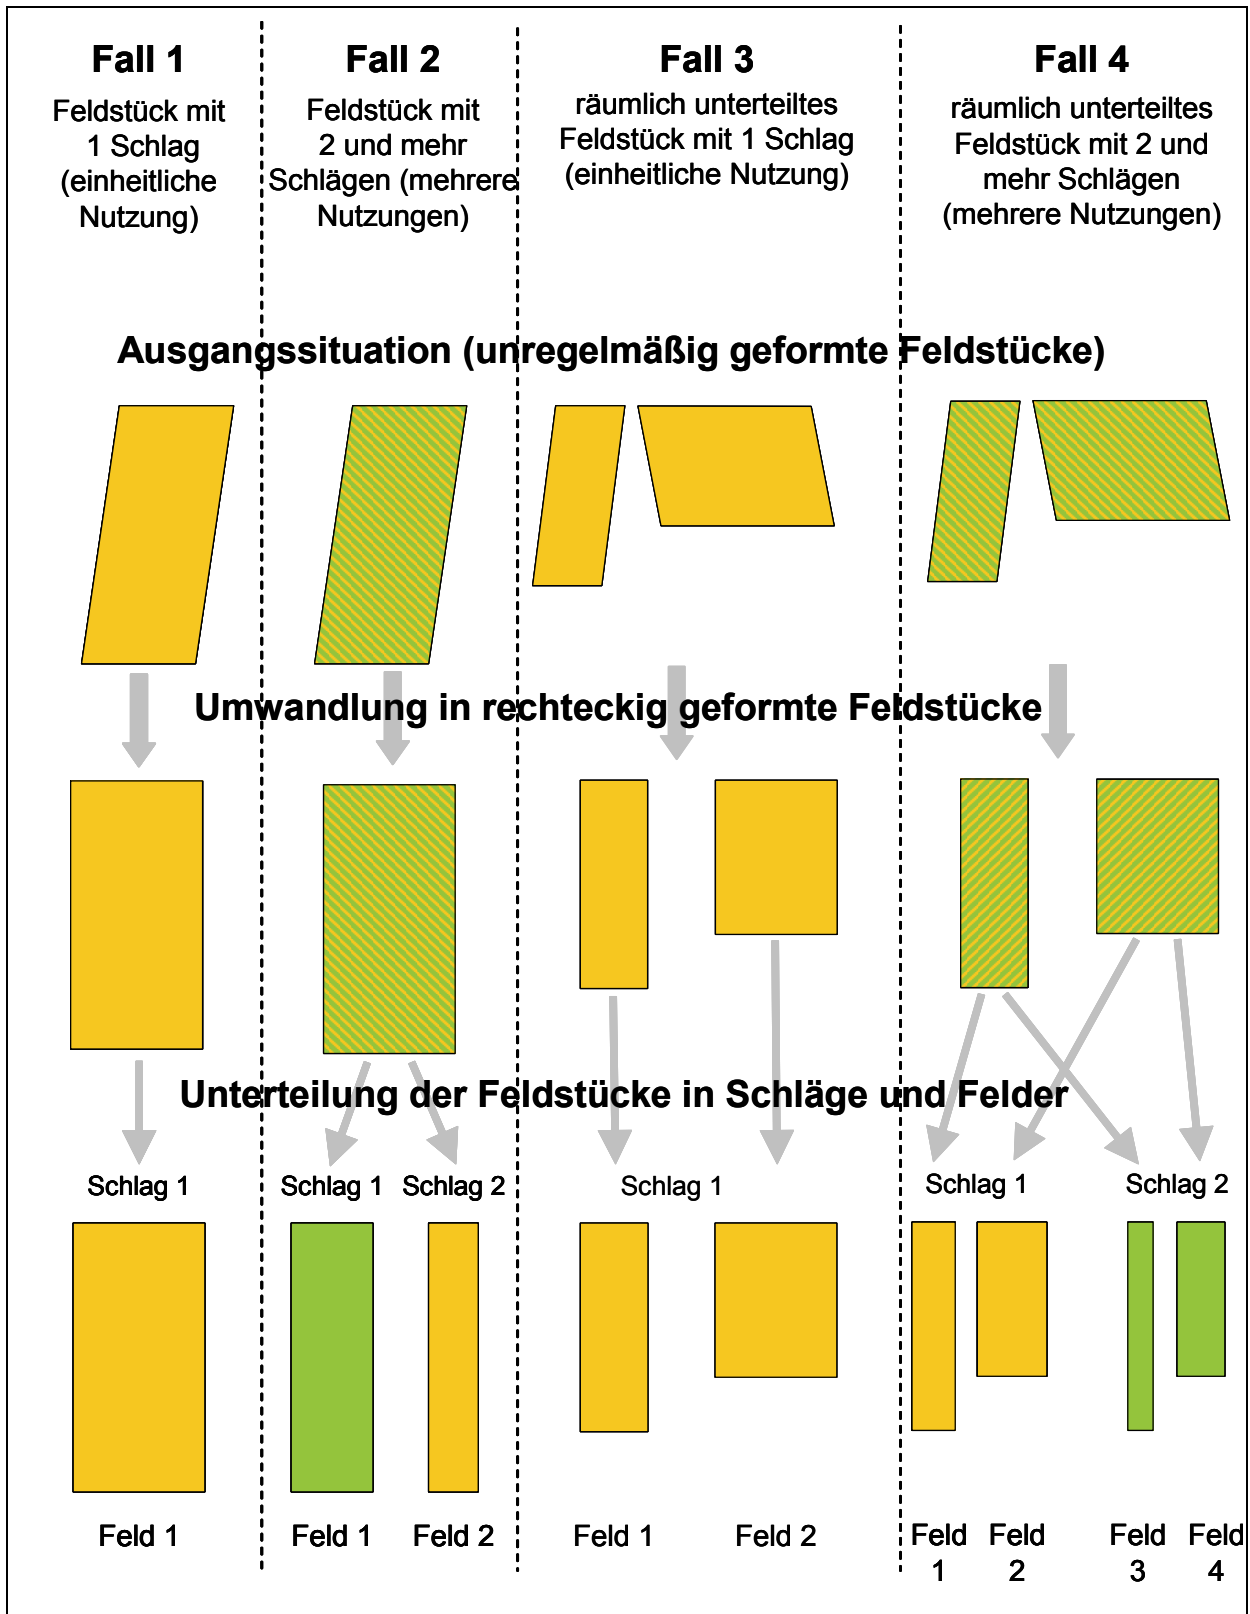 Fall 1
Feldstück mit
1 Schlag
(einheitliche
Nutzung)
Fall 2
Feldstück mit
2 und mehr
Schlägen (mehrere
Nutzungen)
Fall 3
räumlich unterteiltes
Feldstück mit 1 Schlag
(einheitliche Nutzung)
Fall 4
räumlich unterteiltes
Feldstück mit 2 und
mehr Schlägen
(mehrere Nutzungen)
Ausgangssituation (unregelmäßig geformte Feldstücke)
Umwandlung in rechteckig geformte Feldstücke
Unterteilung der Feldstücke in Schläge und Felder
Schlag 1
Schlag 1 Schlag 2
Schlag 1
Schlag 1 Schlag 2
Feld 1
Feld 1 Feld 2
Feld 1 Feld 2
Feld
1
Feld
2
Feld
3
Feld
4